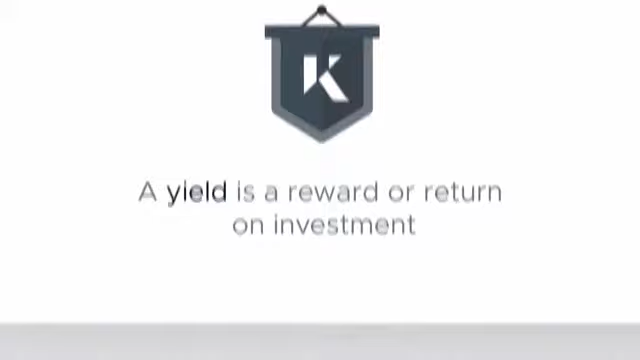 K
A yield is a reward or return
on investment